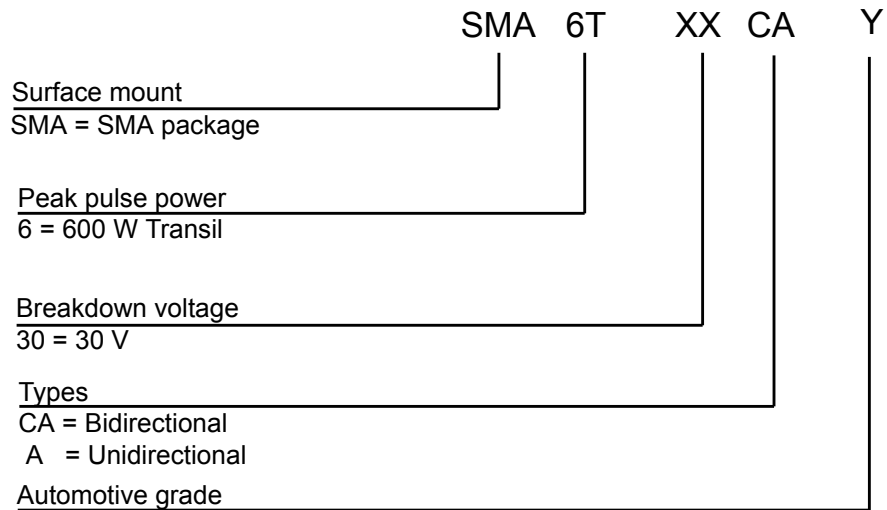 SMA 6T XX CA Y
Surface mount
SMA = SMA package
Peak pulse power
6 = 600 W Transil
Breakdown voltage
30 = 30 V
Types
CA = Bidirectional
A = Unidirectional
Automotive grade